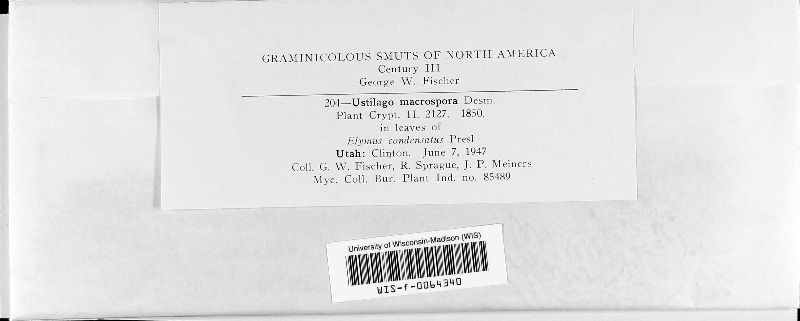 GRAMINICOLOUS SMUTS OF NORTH AMERICA
Century III
George W. Fischer
204—Ustilago macrospora Desm.
Plant Crypt. II. 2127. 1850.
in leaves of
Elymus condensatus Presl
Utah: Clinton. June 7, 1947
Coll. G. W. Fischer, R. Sprague, J. P. Meiners
Myc. Coll. Bur. Plant Ind. no. 85489
University of Wisconsin-Madison (WIS)
WIS-f-0064340